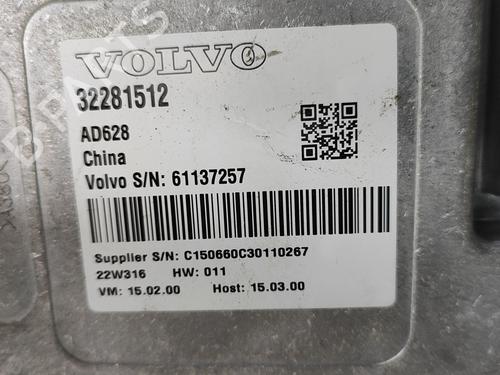 VOLVO
32281512
AD628
China
Volvo S/N: 61137257
Supplier S/N: C150660C30110267
22W316 HW: 011
VM: 15.02.00 Host: 15.03.00